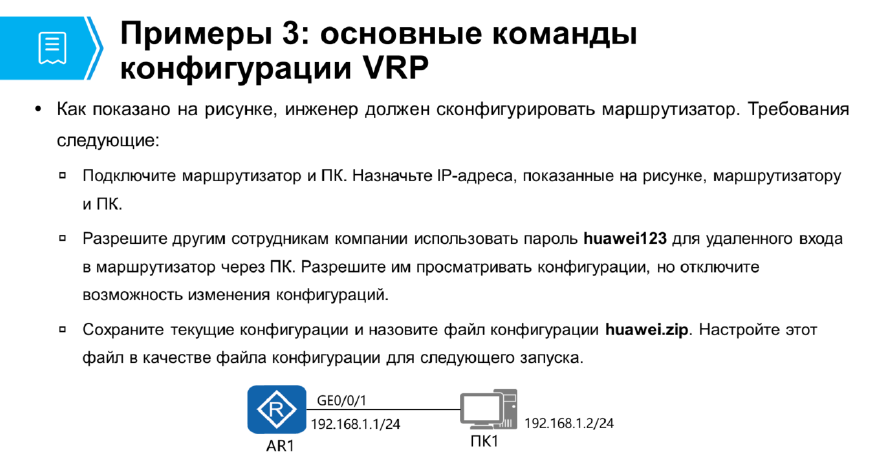 Примеры 3: основные команды
конфигурации VRP
• Как показано на рисунке, инженер должен сконфигурировать маршрутизатор. Требования
следующие:
▫ Подключите маршрутизатор и ПК. Назначьте IP-адреса, показанные на рисунке, маршрутизатору
и ПК.
▫ Разрешите другим сотрудникам компании использовать пароль huawei123 для удаленного входа
в маршрутизатор через ПК. Разрешите им просматривать конфигурации, но отключите
возможность изменения конфигураций.
▫ Сохраните текущие конфигурации и назовите файл конфигурации huawei.zip. Настройте этот
файл в качестве файла конфигурации для следующего запуска.
R
GE0/0/1
192.168.1.1/24
192.168.1.2/24
AR1
ПК1